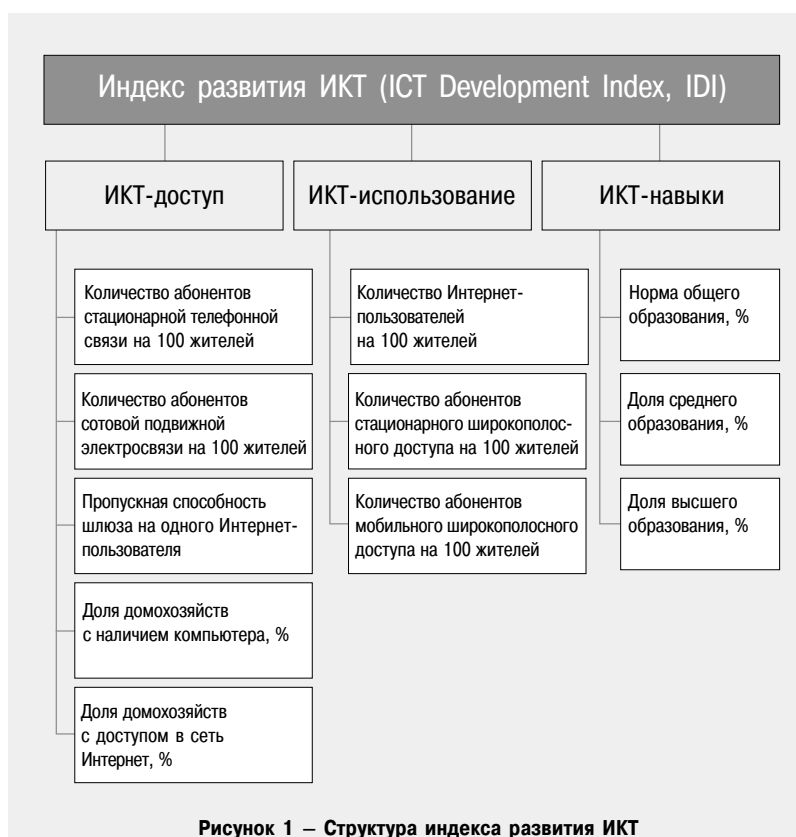 Индекс развития ИКТ (ICT Development Index, IDI)
ИКТ-доступ
Количество абонентов
стационарной телефонной
связи на 100 жителей
Количество абонентов
сотовой подвижной
электросвязи на 100 жителей
Пропускная способность
шлюза на одного Интернет-
пользователя
Доля домохозяйств
с наличием компьютера, %
Доля домохозяйств
с доступом в сеть
Интернет, %
ИКТ-использование
Количество Интернет-
пользователей
на 100 жителей
Количество абонентов
стационарного широкополос-
ного доступа на 100 жителей
Количество абонентов
мобильного широкополосного
доступа на 100 жителей
ИКТ-навыки
Норма общего
образования, %
Доля среднего
образования, %
Доля высшего
образования, %
Рисунок 1 – Структура индекса развития ИКТ